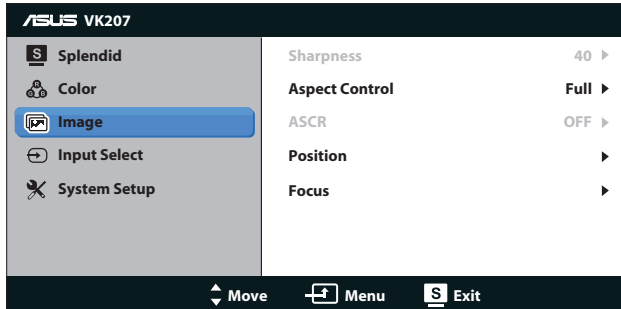 ASUS VK207
S Splendid
R G B Color
Image
Input Select
System Setup
Sharpness 40
Aspect Control Full
ASCR OFF
Position
Focus
Move Menu S Exit